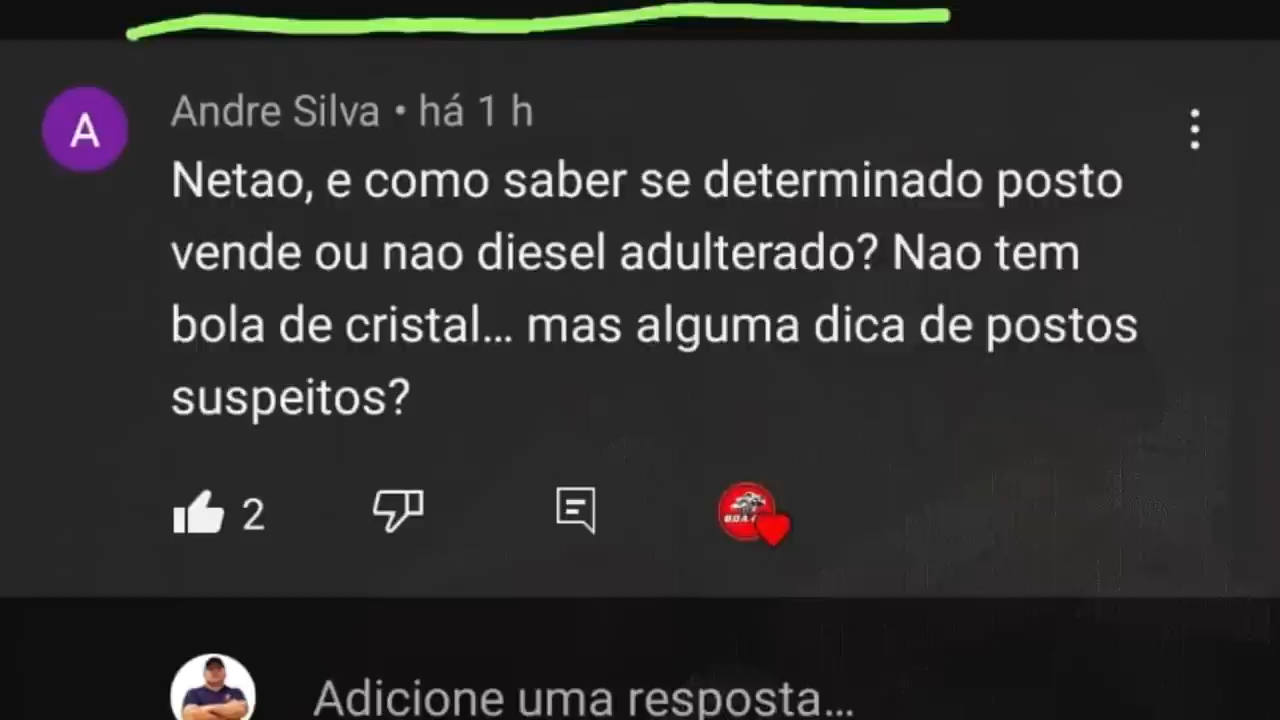 A
Andre Silva • há 1 h
Netao, e como saber se determinado posto
vende ou nao diesel adulterado? Nao tem
bola de cristal... mas alguma dica de postos
suspeitos?
2
Adicione uma resposta...